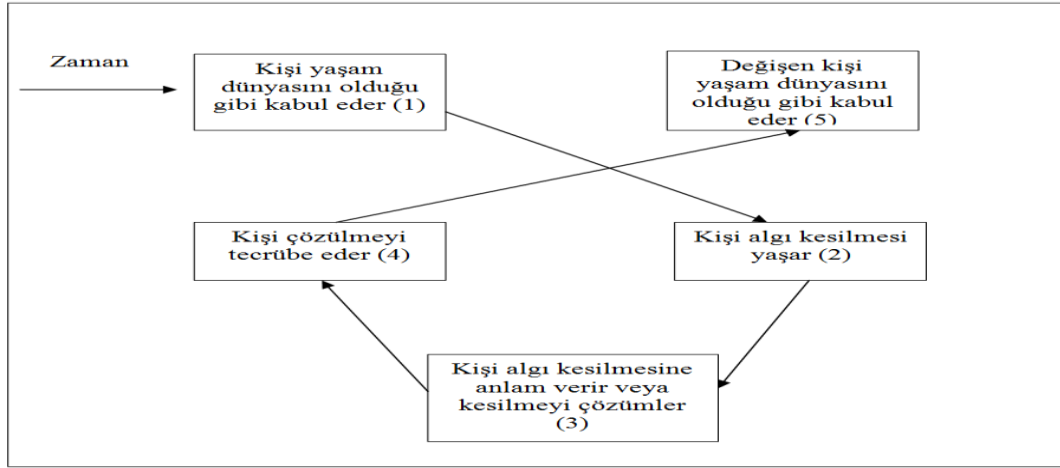 Zaman
Kişi yaşam
dünyasını olduğu
gibi kabul eder (1)
Değişen kişi
yaşam dünyasını
olduğu gibi kabul
eder (5)
Kişi çözülmeyi
tecrübe eder (4)
Kişi algı kesilmesi
yaşar (2)
Kişi algı kesilmesine
anlam verir veya
kesilmeyi çözümler
(3)